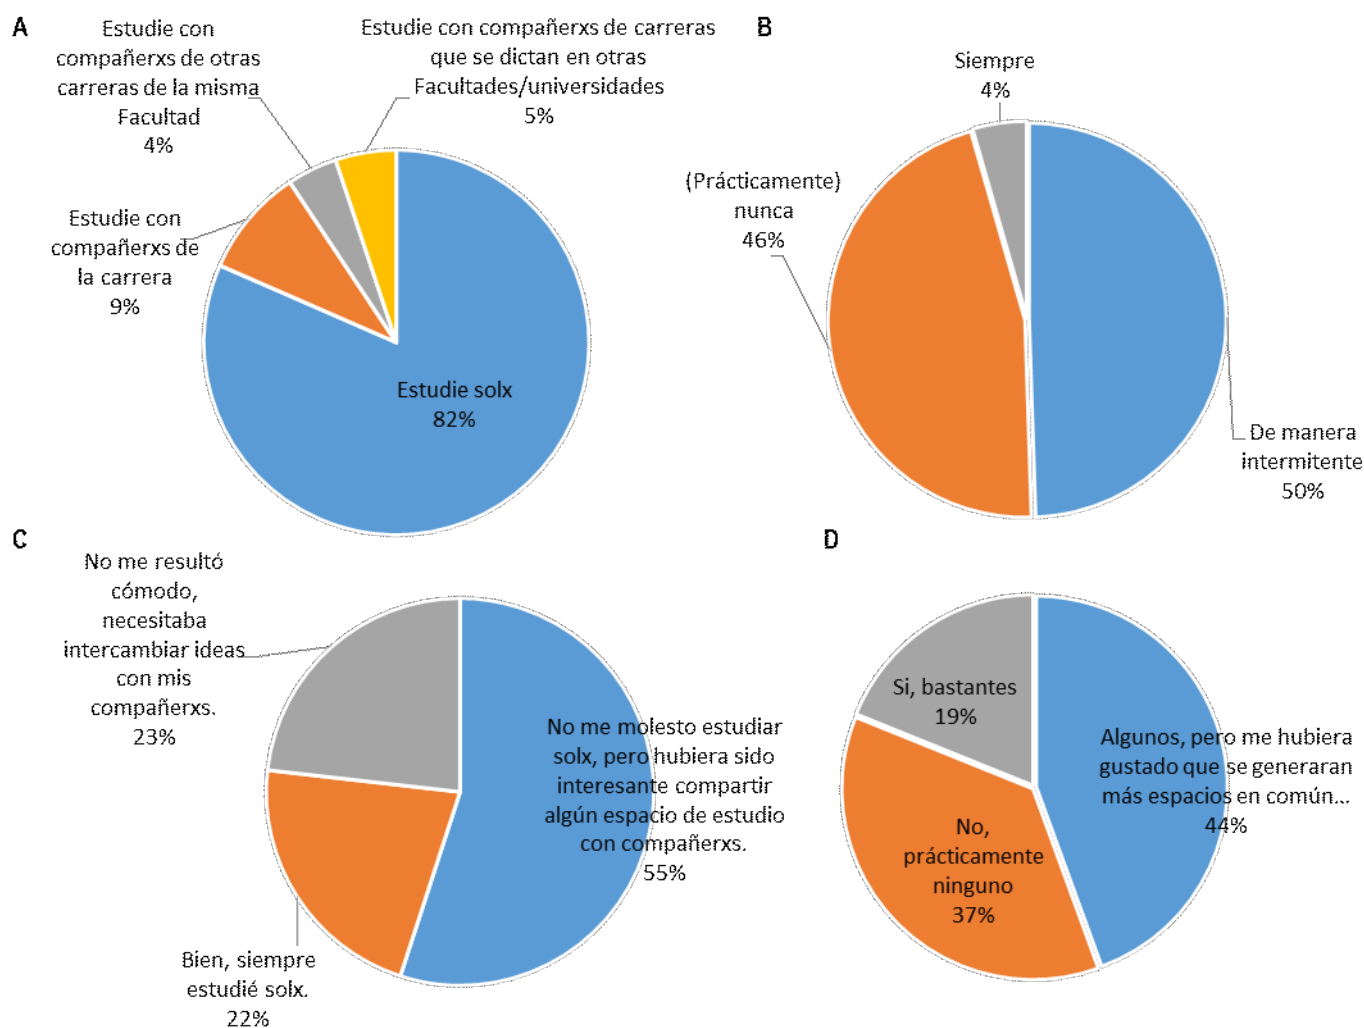 A
Estudie con
compañerxs de otras
carreras de la misma
Facultad
4%
Estudie con compañerxs de carreras
que se dictan en otras
Facultades/universidades
5%
Estudie con
compañerxs de
la carrera
9%
Estudie solx
82%
B
Siempre
4%
(Prácticamente)
nunca
46%
De manera
intermitente
50%
C
No me resultó
cómodo,
necesitaba
intercambiar ideas
con mis
compañerxs.
23%
No me molesto estudiar
solx, pero hubiera sido
interesante compartir
algún espacio de estudio
con compañerxs.
55%
Bien, siempre
estudié solx.
22%
D
Si, bastantes
19%
Algunos, pero me hubiera
gustado que se generaran
más espacios en común...
44%
No,
prácticamente
ninguno
37%